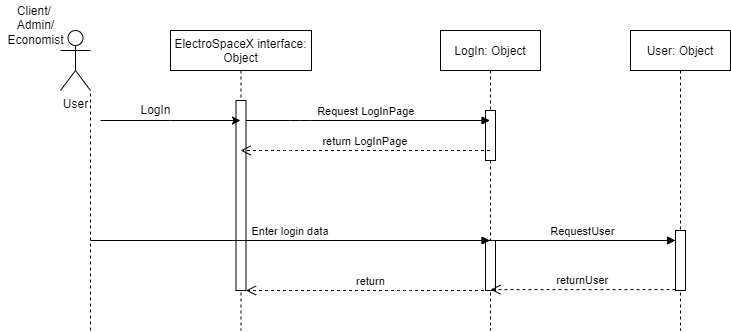 Client/
Admin/
Economist
User
ElectroSpaceX interface:
Object
LogIn: Object
User: Object
LogIn
Request LogInPage
return LogInPage
Enter login data
RequestUser
return
returnUser